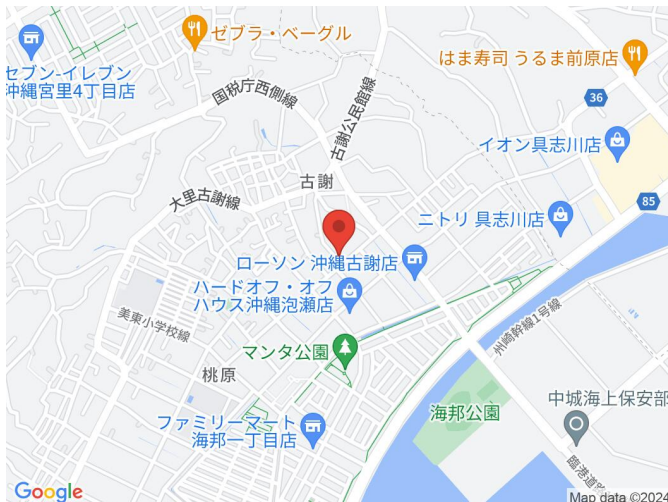 ゼブラ・ベーグル
はま寿司 うるま前原店
セブン-イレブン
沖縄宮里4丁目店
国税庁西側線
古謝公民館線
36
イオン具志川店
大里古謝線
古謝
85
ニトリ 具志川店
ローソン 沖縄古謝店
ハードオフ・オフ
ハウス沖縄泡瀬店
美東小学校線
マンタ公園
州崎幹線1号線
桃原
中城海上保安部
海邦公園
ファミリーマート
海邦一丁目店
臨港道路
Google
Map data ©2024